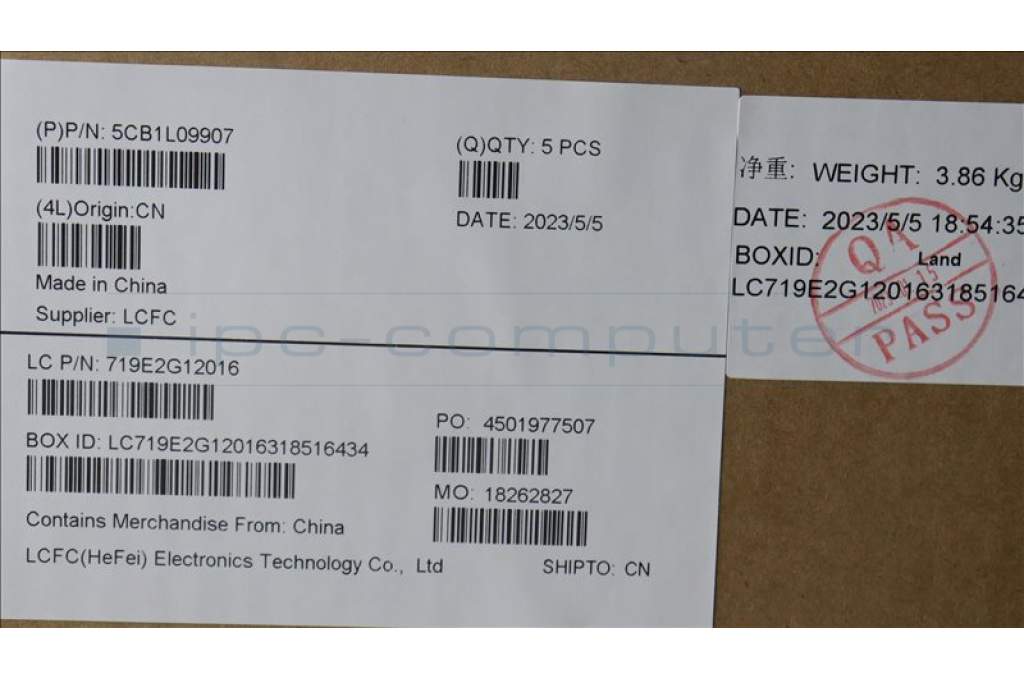 (P)P/N: 5CB1L09907
(Q)QTY: 5 PCS
(4L)Origin:CN
DATE: 2023/5/5
Made in China
Supplier: LCFC
LC P/N: 719E2G12016
PO: 4501977507
BOX ID: LC719E2G12016318516434
MO: 18262827
Contains Merchandise From: China
LCFC(HeFei) Electronics Technology Co., Ltd
SHIPTO: CN
净重: WEIGHT: 3.86 Kg
DATE: 2023/5/5 18:54:35
BOXID:
Land
LC719E2G1201631851643
QA
PASS
ipc-computer